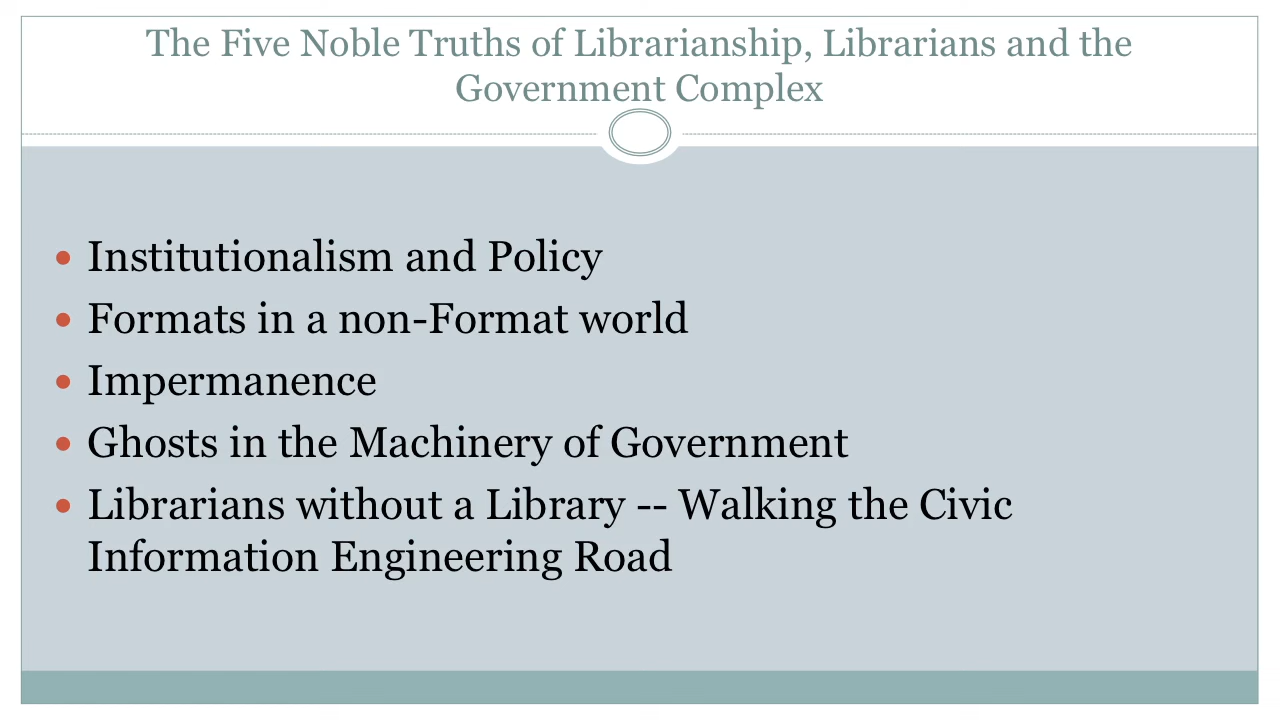 The Five Noble Truths of Librarianship, Librarians and the
Government Complex
• Institutionalism and Policy
• Formats in a non-Format world
• Impermanence
• Ghosts in the Machinery of Government
• Librarians without a Library -- Walking the Civic
Information Engineering Road